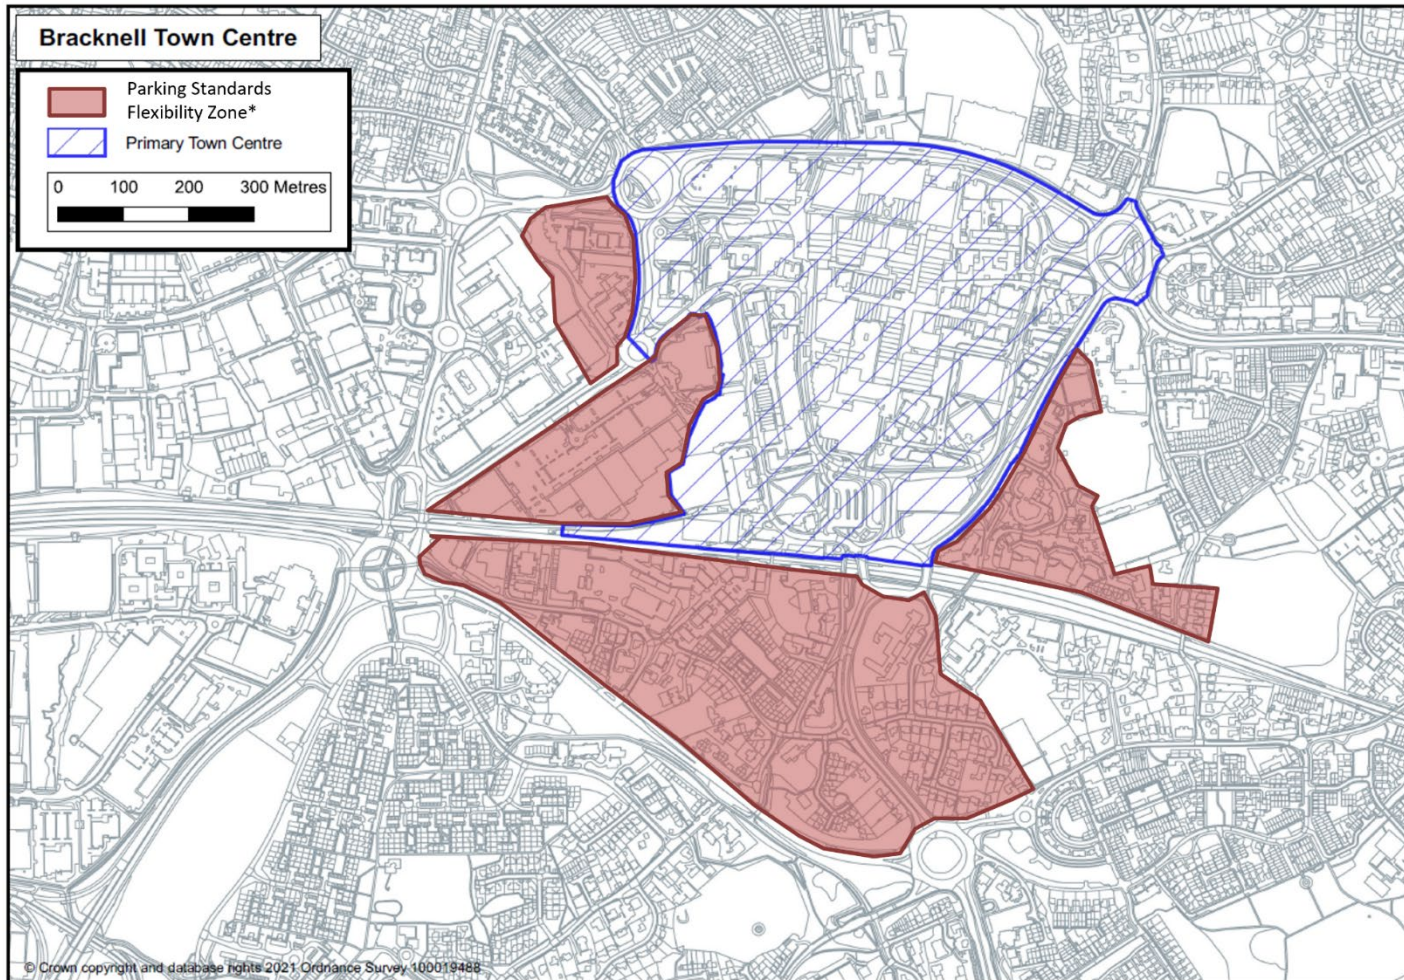 Bracknell Town Centre
Parking Standards
Flexibility Zone*
Primary Town Centre
0 100 200 300 Metres
© Crown copyright and database rights 2021 Ordnance Survey 100019488